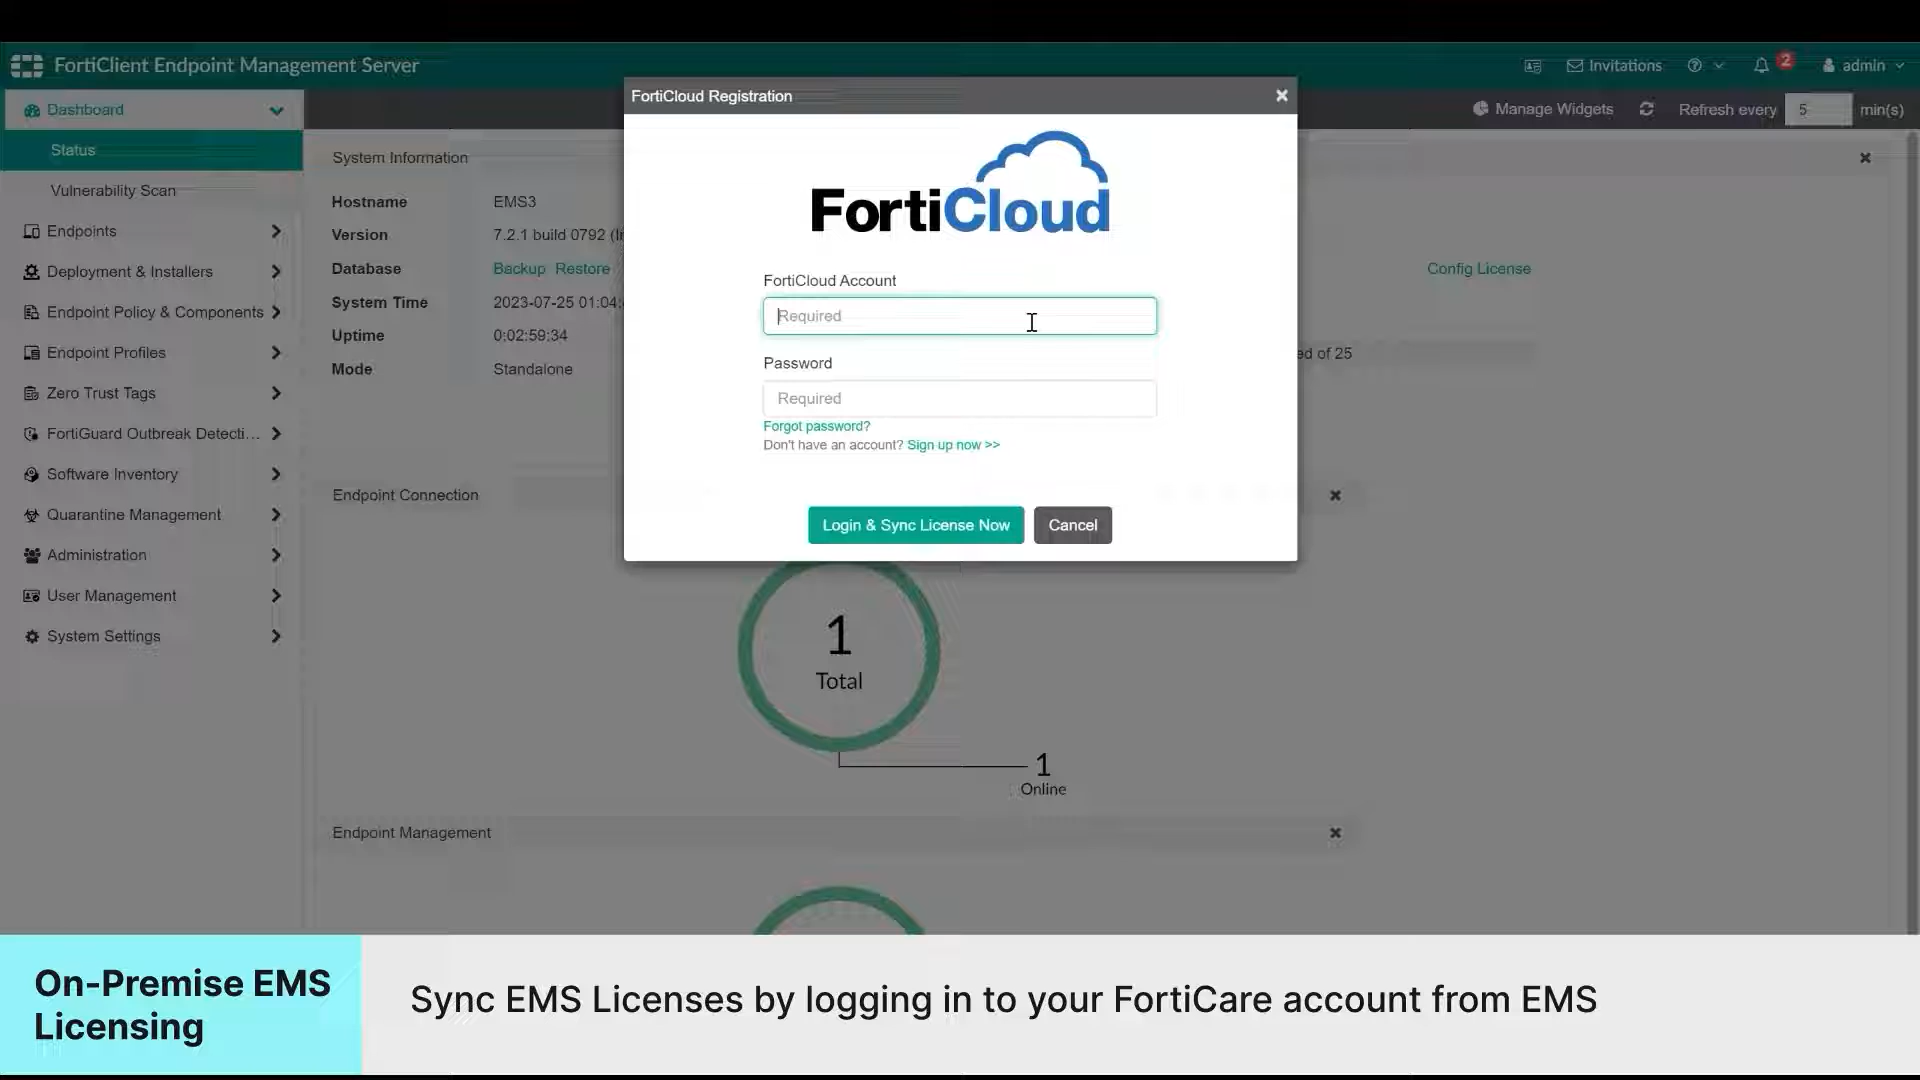 FortiClient Endpoint Management Server
Invitations
2
admin
Dashboard
FortiCloud Registration
Manage Widgets
Refresh every
5
min(s)
Status
Vulnerability Scan
Endpoints
Deployment & Installers
Endpoint Policy & Components
Endpoint Profiles
Zero Trust Tags
FortiGuard Outbreak Detecti...
Software Inventory
Quarantine Management
Administration
User Management
System Settings
System Information
Hostname EMS3
Version 7.2.1 build 0792
Database Backup Restore
System Time 2023-07-25 01:04
Uptime 0:02:59:34
Mode Standalone
FortiCloud
FortiCloud Account
Required
Password
Required
Forgot password?
Don't have an account? Sign up now >>
Login & Sync License Now
Cancel
Config License
of 25
Endpoint Connection
1
Total
1
Online
Endpoint Management
On-Premise EMS
Licensing
Sync EMS Licenses by logging in to your FortiCare account from EMS